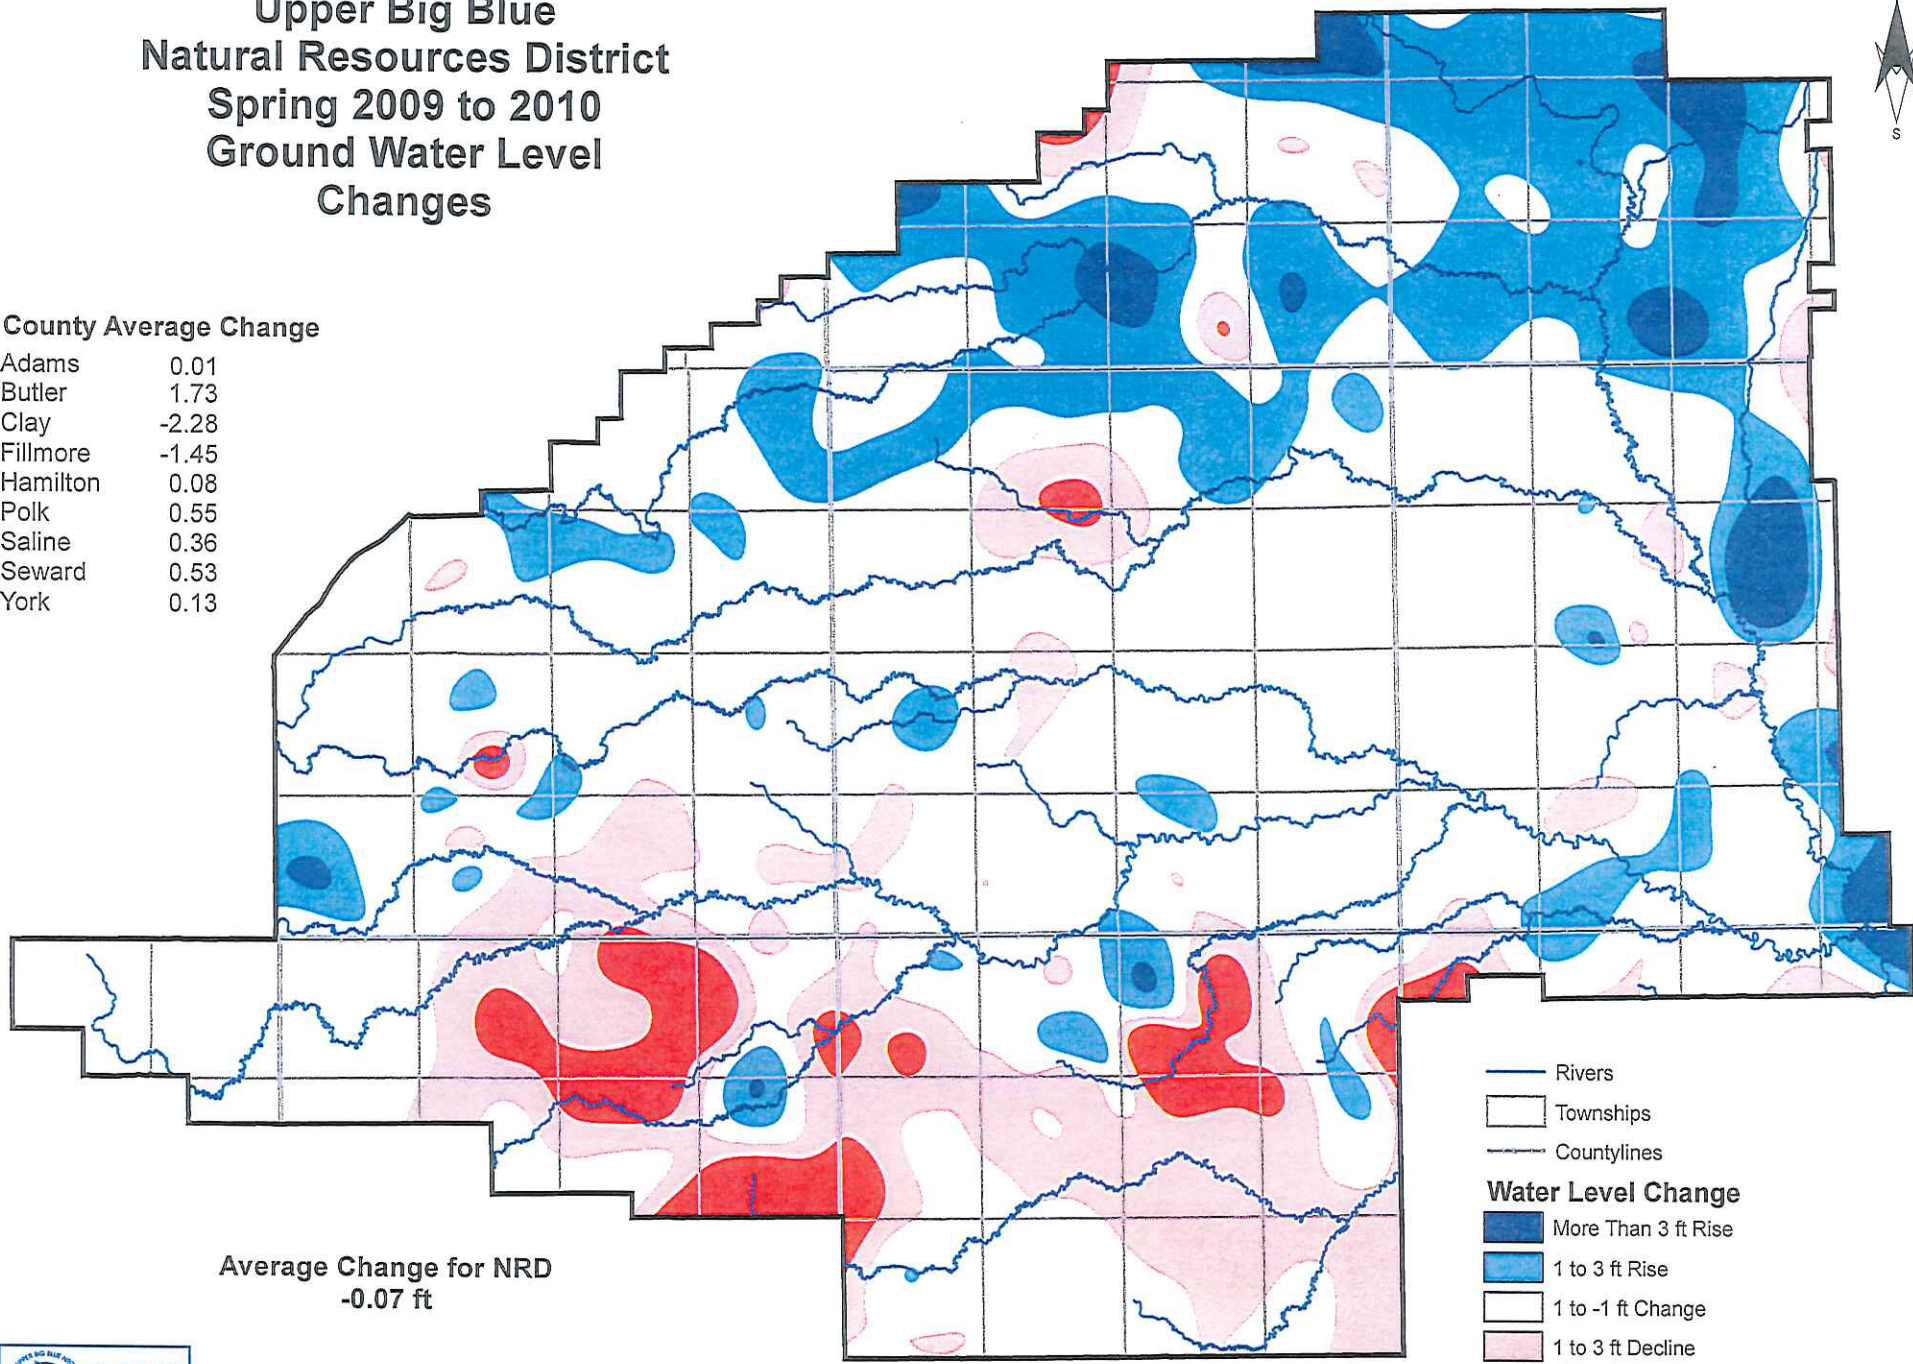 Upper Big Blue
Natural Resources District
Spring 2009 to 2010
Ground Water Level
Changes
S
County Average Change
Adams 0.01
Butler 1.73
Clay -2.28
Fillmore -1.45
Hamilton 0.08
Polk 0.55
Saline 0.36
Seward 0.53
York 0.13
Rivers
Townships
Countylines
Water Level Change
More Than 3 ft Rise
1 to 3 ft Rise
1 to -1 ft Change
1 to 3 ft Decline
Average Change for NRD
-0.07 ft
UPPER BIG BLUE